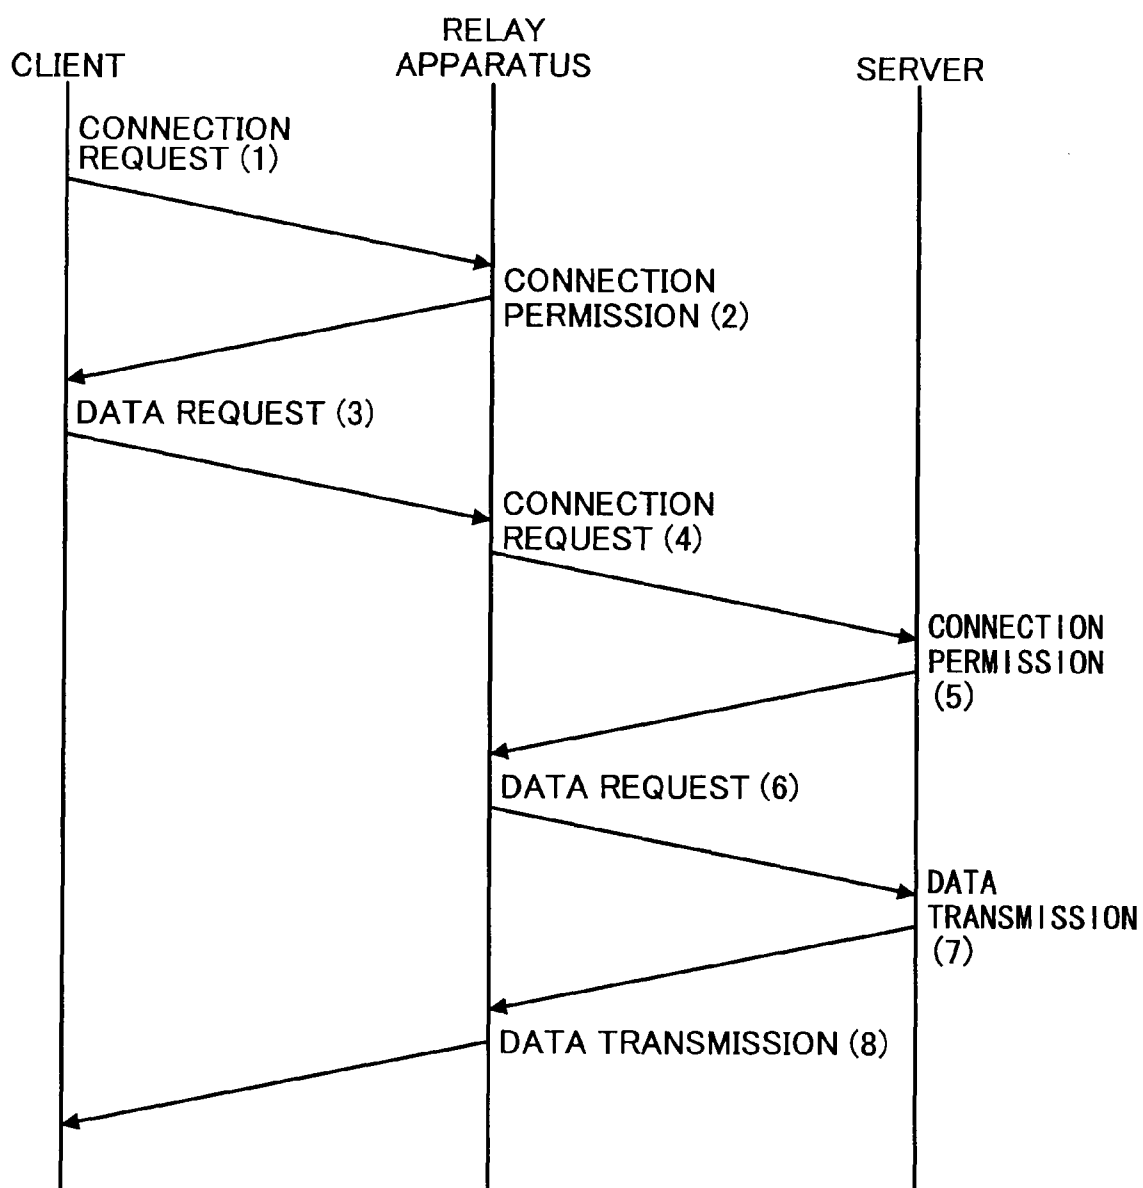 RELAY
APPARATUS
CLIENT
SERVER
CONNECTION
REQUEST (1)
CONNECTION
PERMISSION (2)
DATA REQUEST (3)
CONNECTION
REQUEST (4)
CONNECTION
PERMISSION
(5)
DATA REQUEST (6)
DATA
TRANSMISSION
(7)
DATA TRANSMISSION (8)